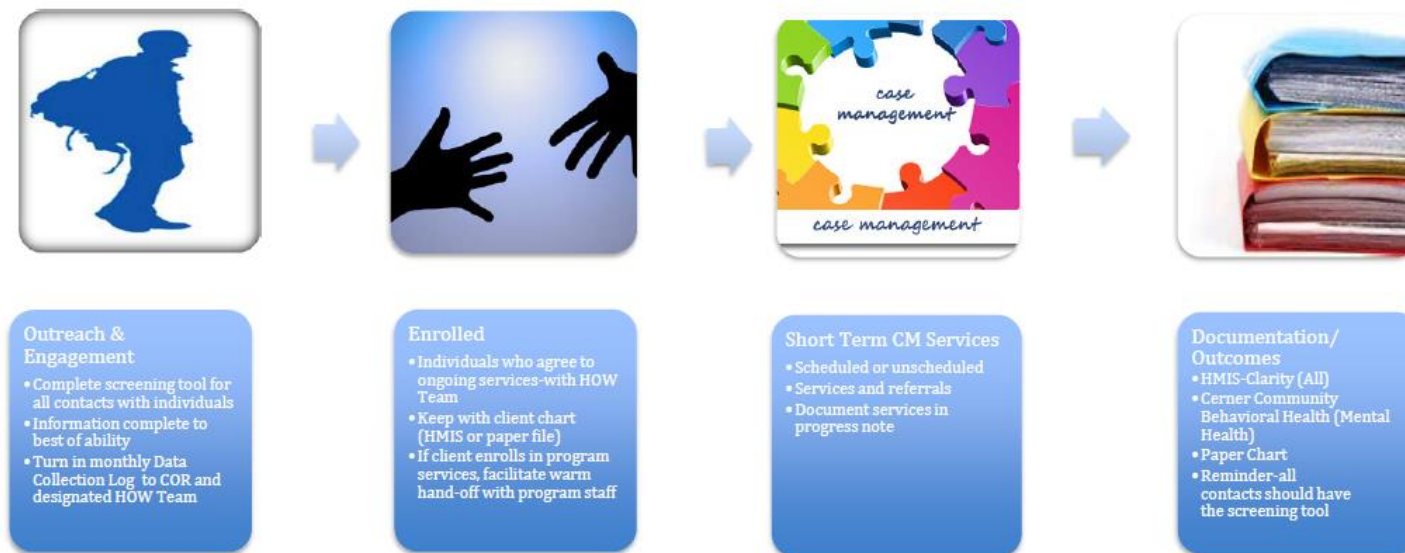 case
management
case management
Outreach &
Engagement
• Complete screening tool for
all contacts with individuals
• Information complete to
best of ability
• Turn in monthly Data
Collection Log to COR and
designated HOW Team
Enrolled
• Individuals who agree to
ongoing services-with HOW
Team
• Keep with client chart
(HMIS or paper file)
• If client enrolls in program
services, facilitate warm
hand-off with program staff
Short Term CM Services
• Scheduled or unscheduled
• Services and referrals
• Document services in
progress note
Documentation/
Outcomes
• HMIS-Clarity (All)
• Cerner Community
Behavioral Health (Mental
Health)
• Paper Chart
• Reminder-all
contacts should have
the screening tool